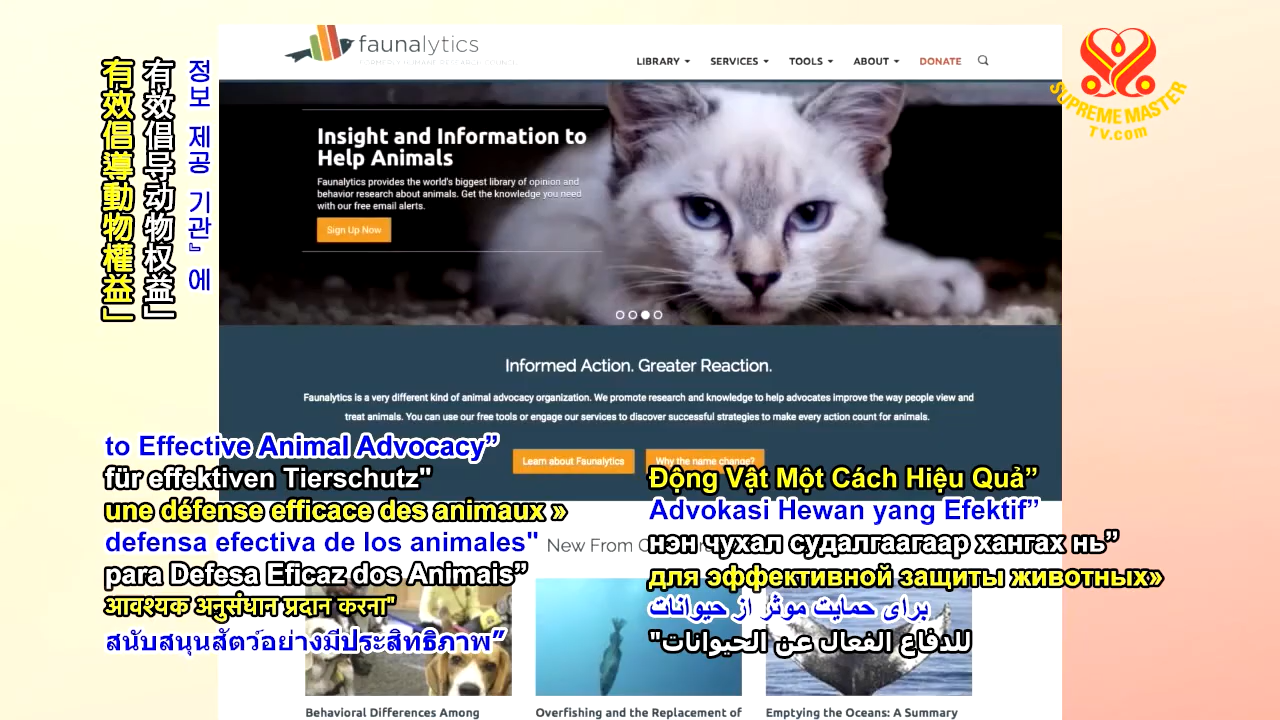 faunalytics
LIBRARY
SERVICES
TOOLS
ABOUT
DONATE
SUPREME MASTER
TV.com
정보 제공 기관』에
有效倡导动物权益」
有效倡導動物權益」
Insight and Information to
Help Animals
Faunalytics provides the world's biggest library of opinion and
behavior research about animals. Get the knowledge you need
with our free email alerts.
Sign Up Now
Informed Action. Greater Reaction.
Faunalytics is a very different kind of animal advocacy organization. We promote research and knowledge to help advocates improve the way people view and
treat animals. You can use our free tools or engage our services to discover successful strategies to make every action count for animals.
Learn about Faunalytics
Why the name change?
to Effective Animal Advocacy”
für effektiven Tierschutz"
une défense efficace des animaux »
defensa efectiva de los animales"
para Defesa Eficaz dos Animais”
आवश्यक अनुसंधान प्रदान करना"
สนับสนุนสัตว์อย่างมีประสิทธิภาพ”
Động Vật Một Cách Hiệu Quả”
Advokasi Hewan yang Efektif”
нэн чухал судалгаагаар хангах нь”
для эффективной защиты животных»
برای حمایت موثر از حیوانات
للدفاع الفعال عن الحيوانات"
New From
Behavioral Differences Among
Overfishing and the Replacement of
Emptying the Oceans: A Summary